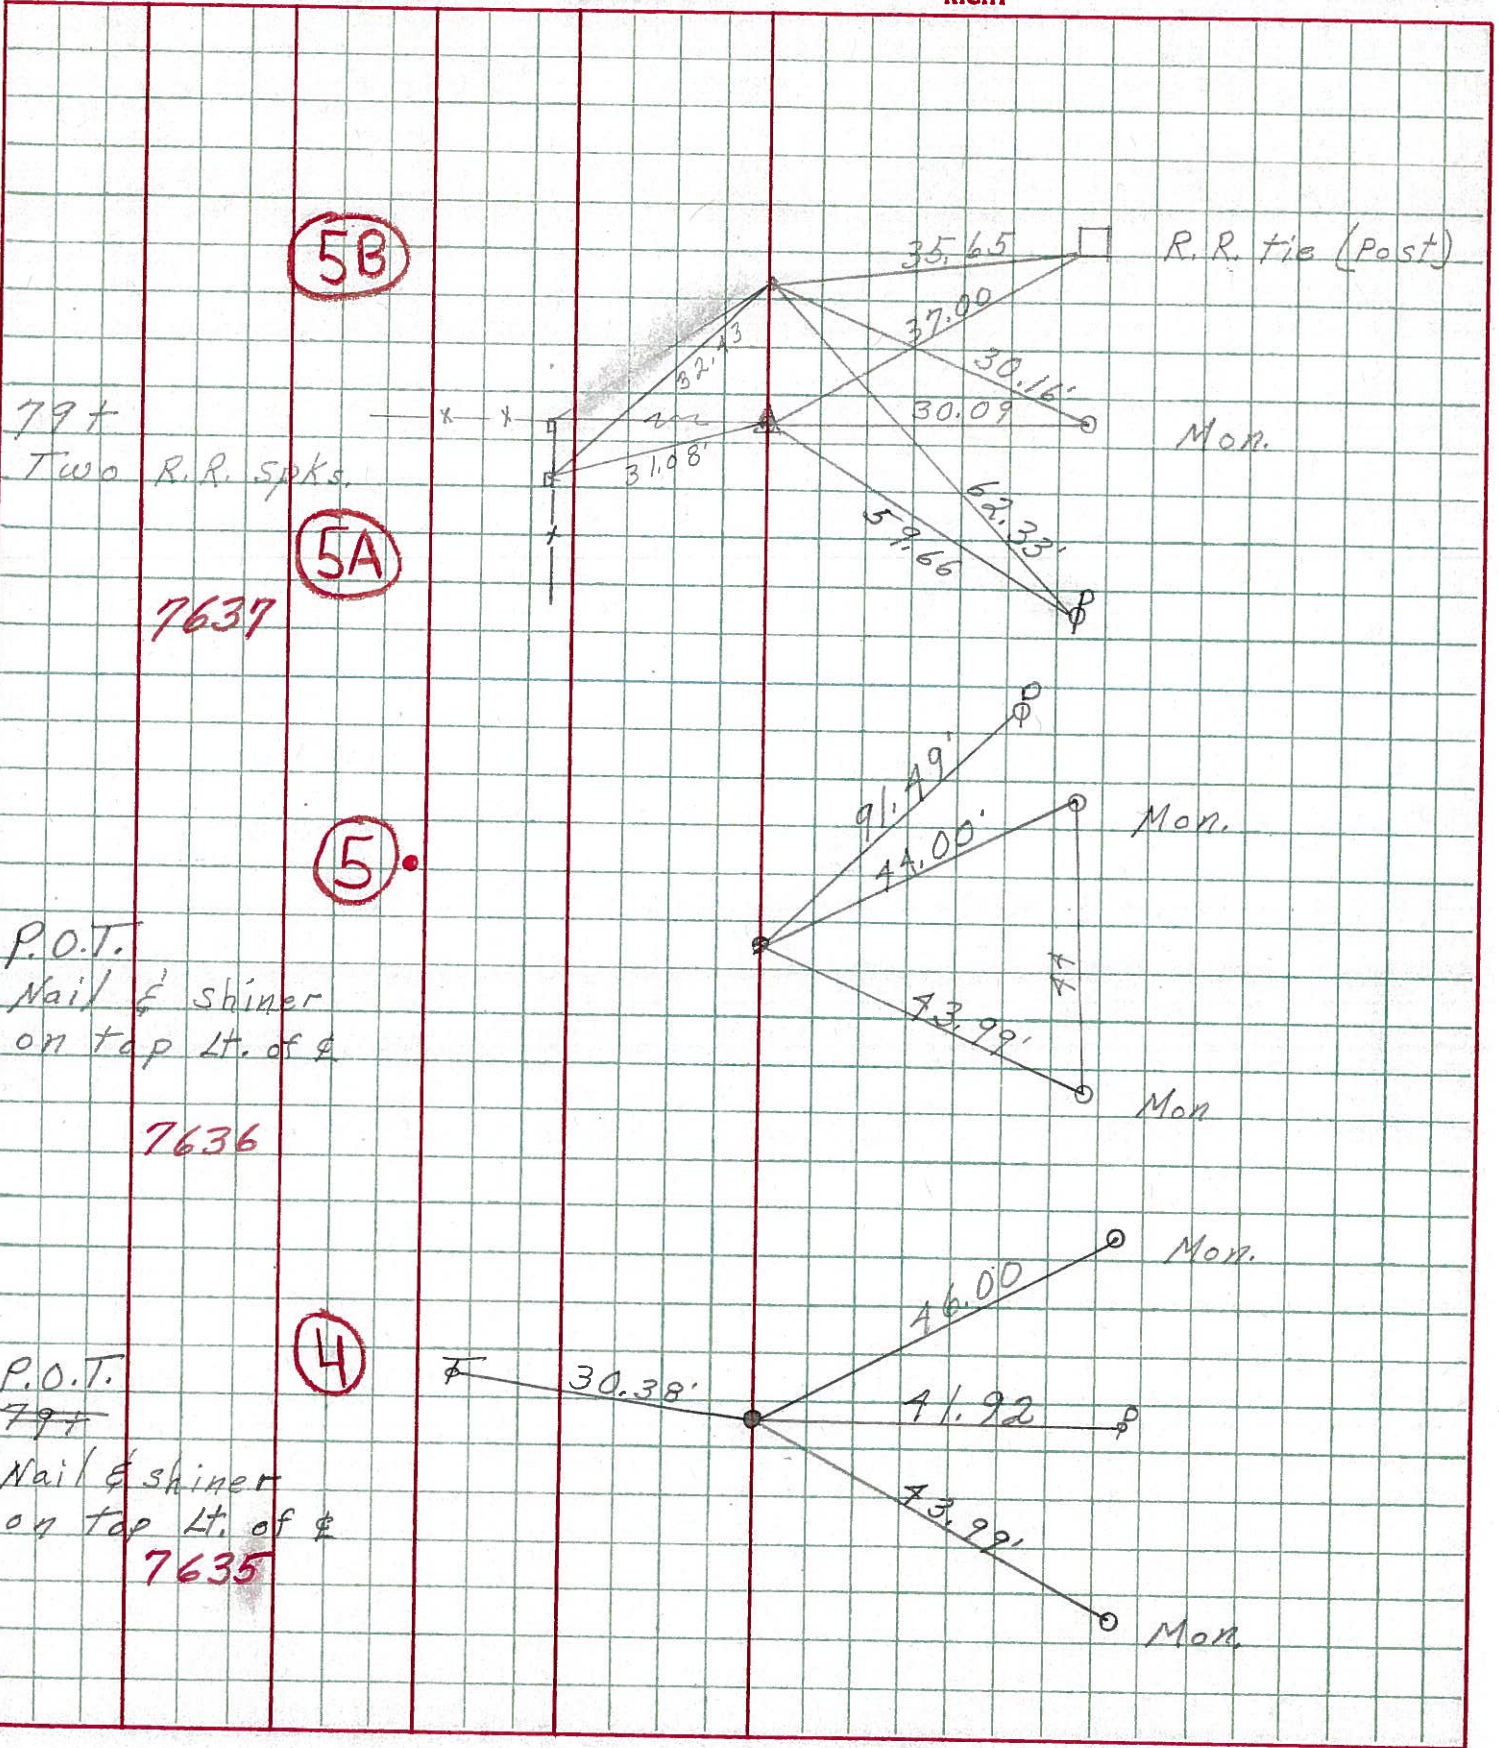 5B
35.65
R.R. tie (Post)
37.00
32.43
30.16'
30.09
79+
Mon.
Two R.R. spks.
31.08'
62.33'
59.66
5A
7637
91.49'
Mon.
44.00'
5
P.O.T.
Nail & shiner
on top Lt. of ℄
43.99'
Mon
7636
Mon.
46.00
4
30.38'
P.O.T.
79+
41.92
Nail & shiner
on top Lt. of ℄
43.99'
7635
Mon.